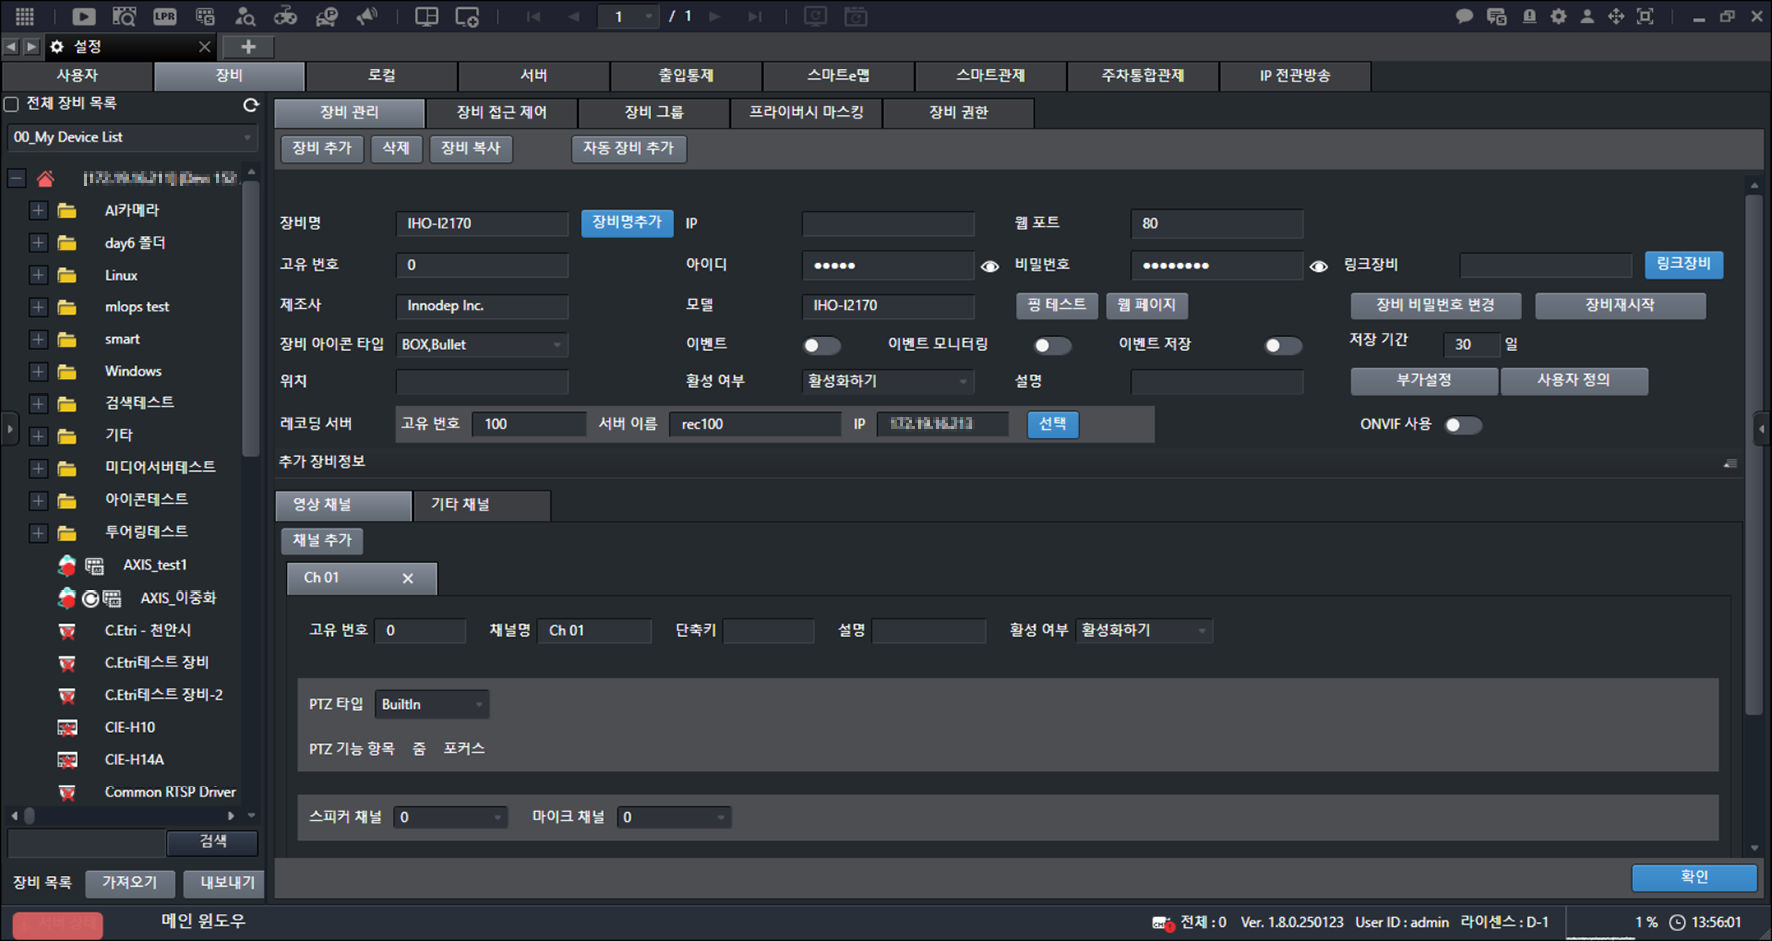 LPR
1 / 1
설정
사용자 장비 로컬 서버 출입통제 스마트e맵 스마트관제 주차통합관제 IP 전관방송
전체 장비 목록
00_My Device List
AI카메라
day6 폴더
Linux
mlops test
smart
Windows
검색테스트
기타
미디어서버테스트
아이콘테스트
투어링테스트
AXIS_test1
AXIS_이중화
C.Etri - 천안시
C.Etri테스트 장비
C.Etri테스트 장비-2
CIE-H10
CIE-H14A
Common RTSP Driver
검색
장비 목록 가져오기 내보내기
장비 관리 장비 접근 제어 장비 그룹 프라이버시 마스킹 장비 권한
장비 추가 삭제 장비 복사 자동 장비 추가
장비명 IHO-I2170 장비명추가 IP 웹 포트 80
고유 번호 0 아이디 ●●●●● 비밀번호 ●●●●●●●● 링크장비 링크장비
제조사 Innodep Inc. 모델 IHO-I2170 핑 테스트 웹 페이지 장비 비밀번호 변경 장비재시작
장비 아이콘 타입 BOX,Bullet 이벤트 이벤트 모니터링 이벤트 저장 저장 기간 30 일
위치 활성 여부 활성화하기 설명 부가설정 사용자 정의
레코딩 서버 고유 번호 100 서버 이름 rec100 IP 선택 ONVIF 사용
추가 장비정보
영상 채널 기타 채널
채널 추가
Ch 01
고유 번호 0 채널명 Ch 01 단축키 설명 활성 여부 활성화하기
PTZ 타입 BuiltIn
PTZ 기능 항목 줌 포커스
스피커 채널 0 마이크 채널 0
확인
서버 상태 메인 윈도우 전체 : 0 Ver. 1.8.0.250123 User ID : admin 라이센스 : D-1 1 % 13:56:01